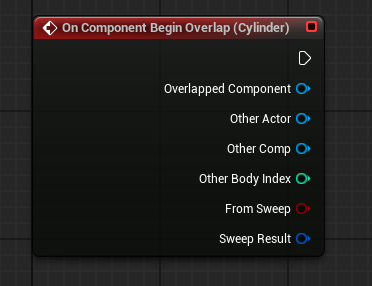 On Component Begin Overlap (Cylinder)
Overlapped Component
Other Actor
Other Comp
Other Body Index
From Sweep
Sweep Result